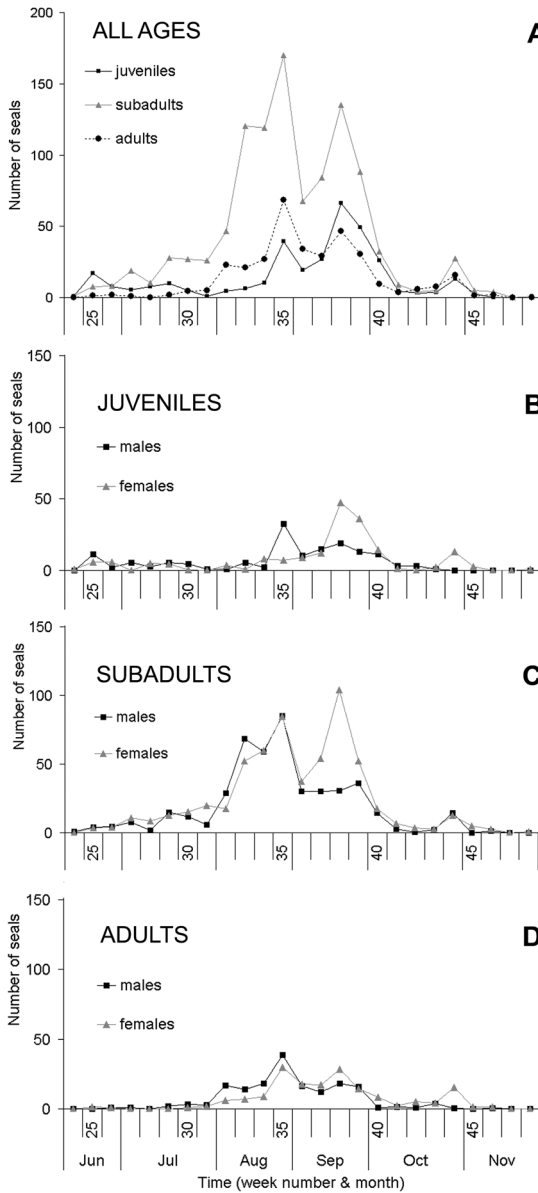 ALL AGES
A
juveniles
subadults
adults
Number of seals
200
150
100
50
0
25
30
35
40
45
JUVENILES
B
males
females
Number of seals
150
100
50
0
25
30
35
40
45
SUBADULTS
C
males
females
Number of seals
150
100
50
0
25
30
35
40
45
ADULTS
D
males
females
Number of seals
150
100
50
0
25
30
35
40
45
Jun Jul Aug Sep Oct Nov
Time (week number & month)